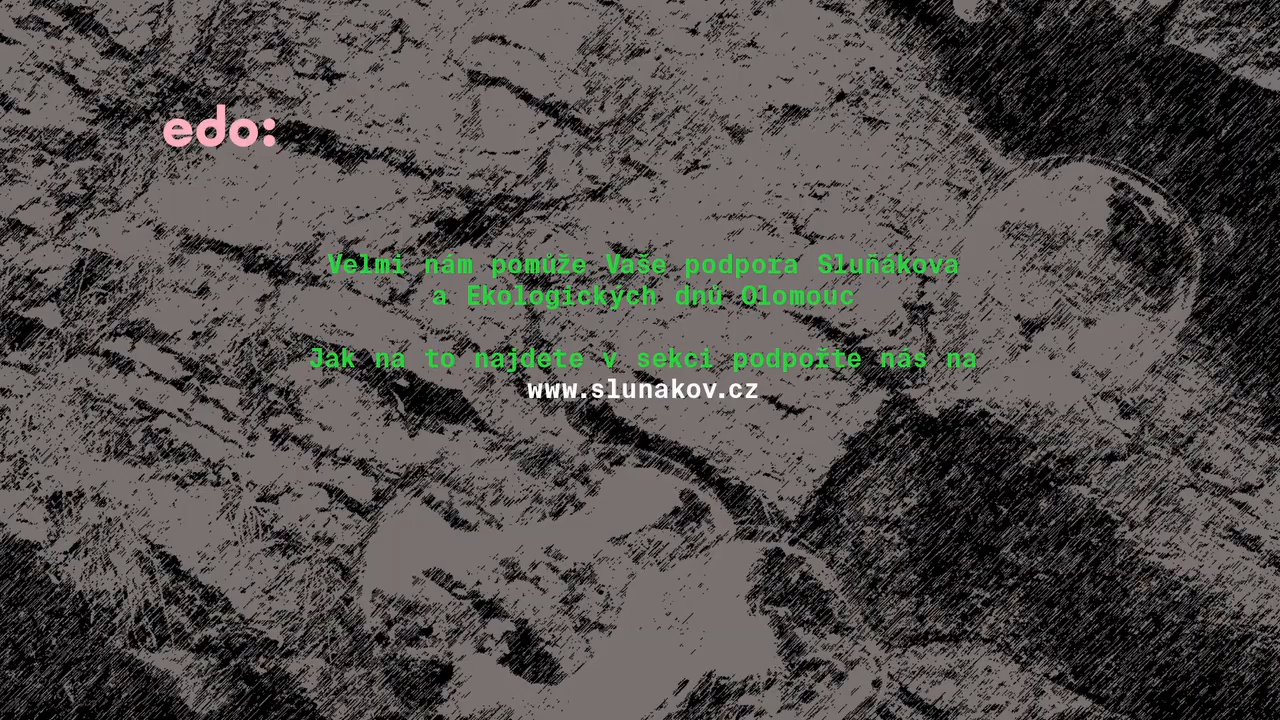 edo:
Velmi nám pomůže Vaše podpora Sluňákova
a Ekologických dnů Olomouc
Jak na to najdete v sekci podpořte nás na
www.slunakov.cz